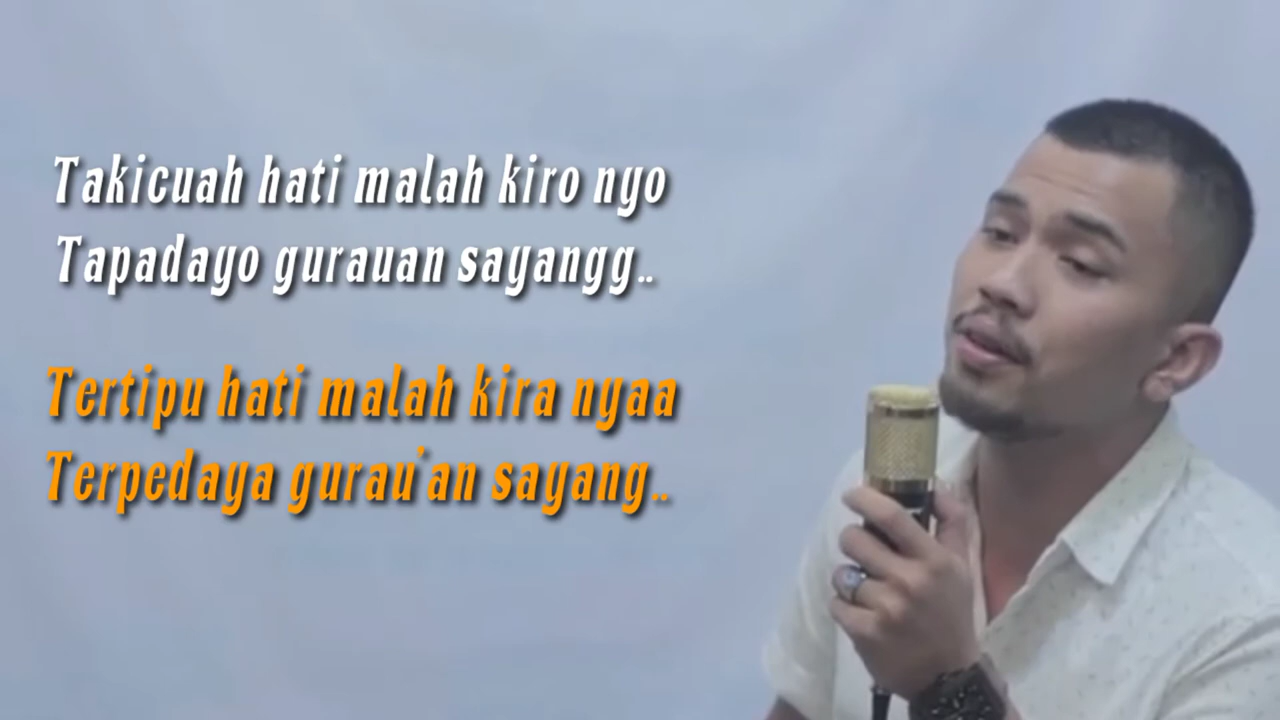 Takicuah hati malah kiro nyo
Tapadayo gurauan sayangg..
Tertipu hati malah kira nyaa
Terpedaya gurau'an sayang..